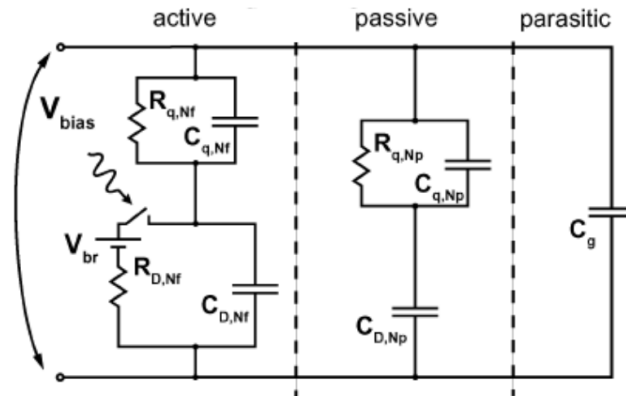 active passive parasitic
R_q,Nf
C_q,Nf
V_bias
R_q,Np
C_q,Np
V_br
R_D,Nf
C_D,Nf
C_D,Np
C_g